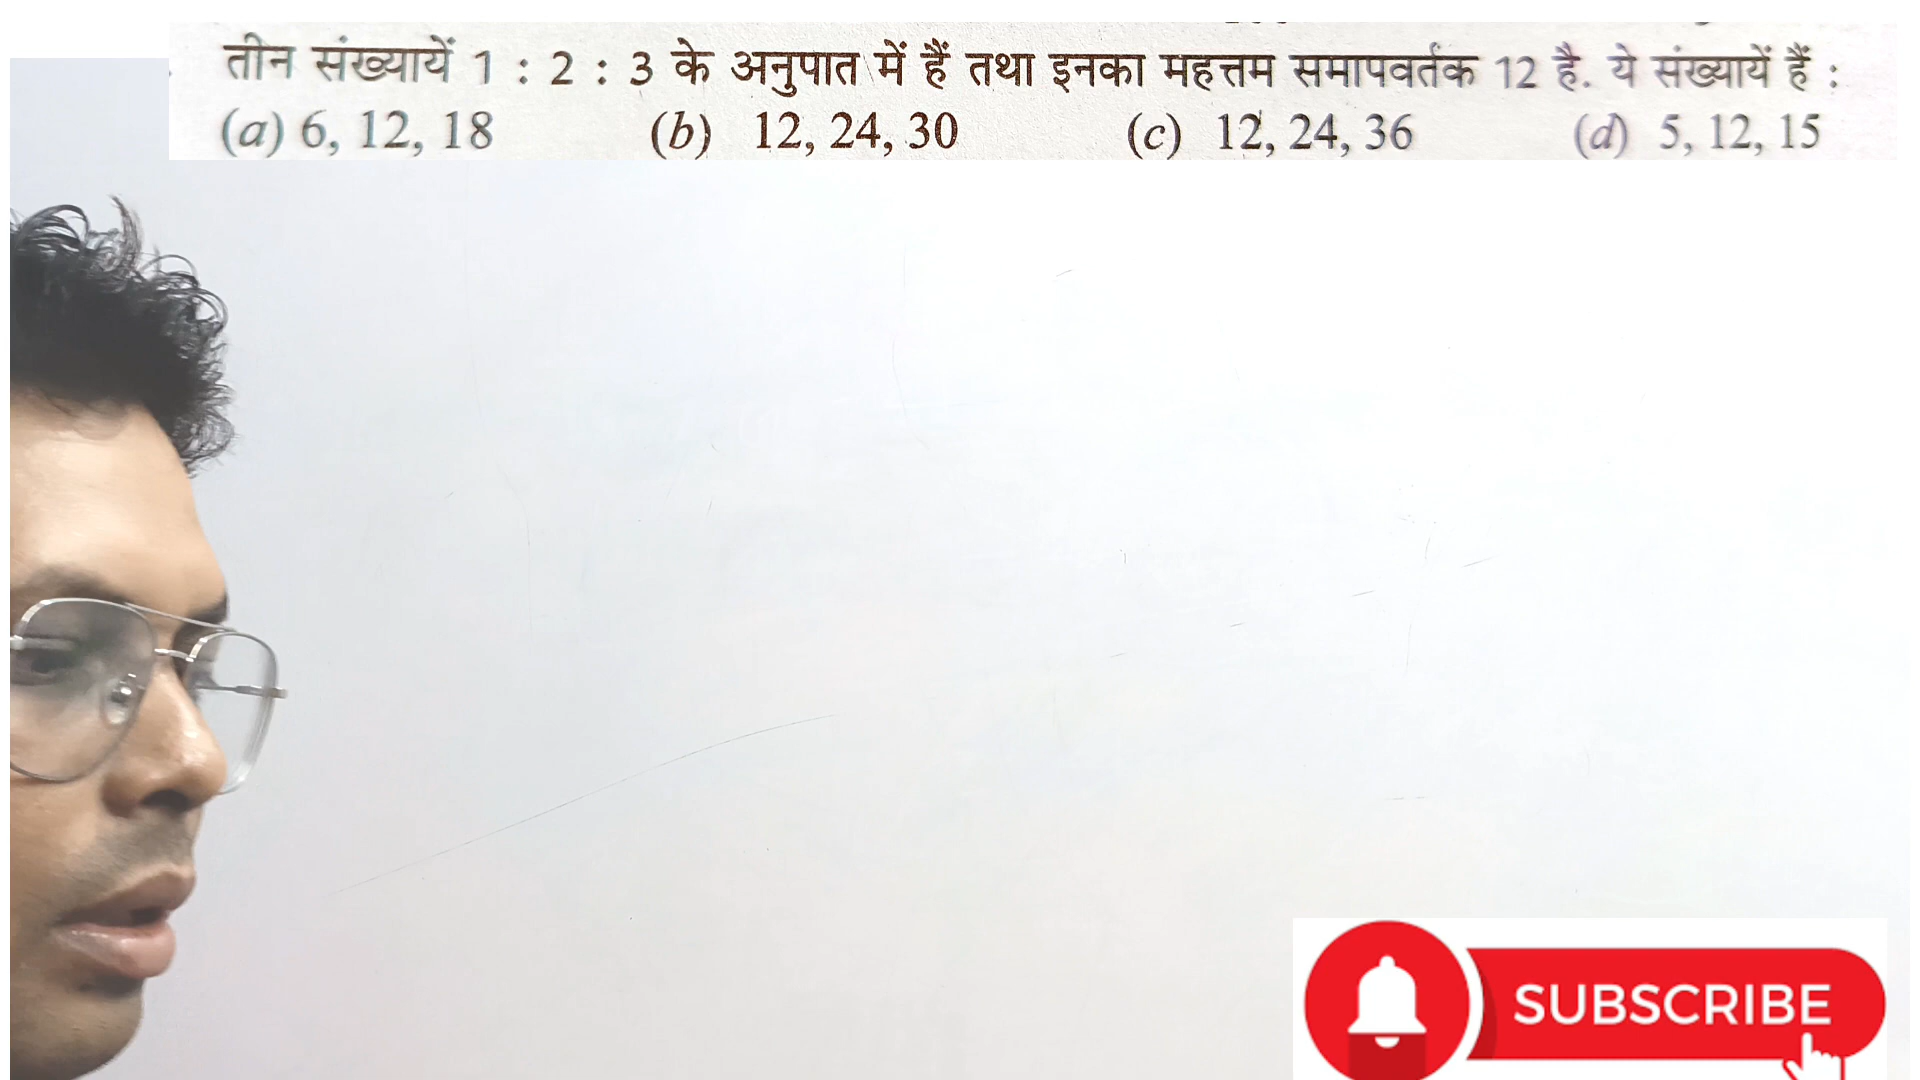 तीन संख्यायें 1 : 2 : 3 के अनुपात में हैं तथा इनका महत्तम समापवर्तक 12 है. ये संख्यायें हैं :
(a) 6, 12, 18 (b) 12, 24, 30 (c) 12, 24, 36 (d) 5, 12, 15
SUBSCRIBE